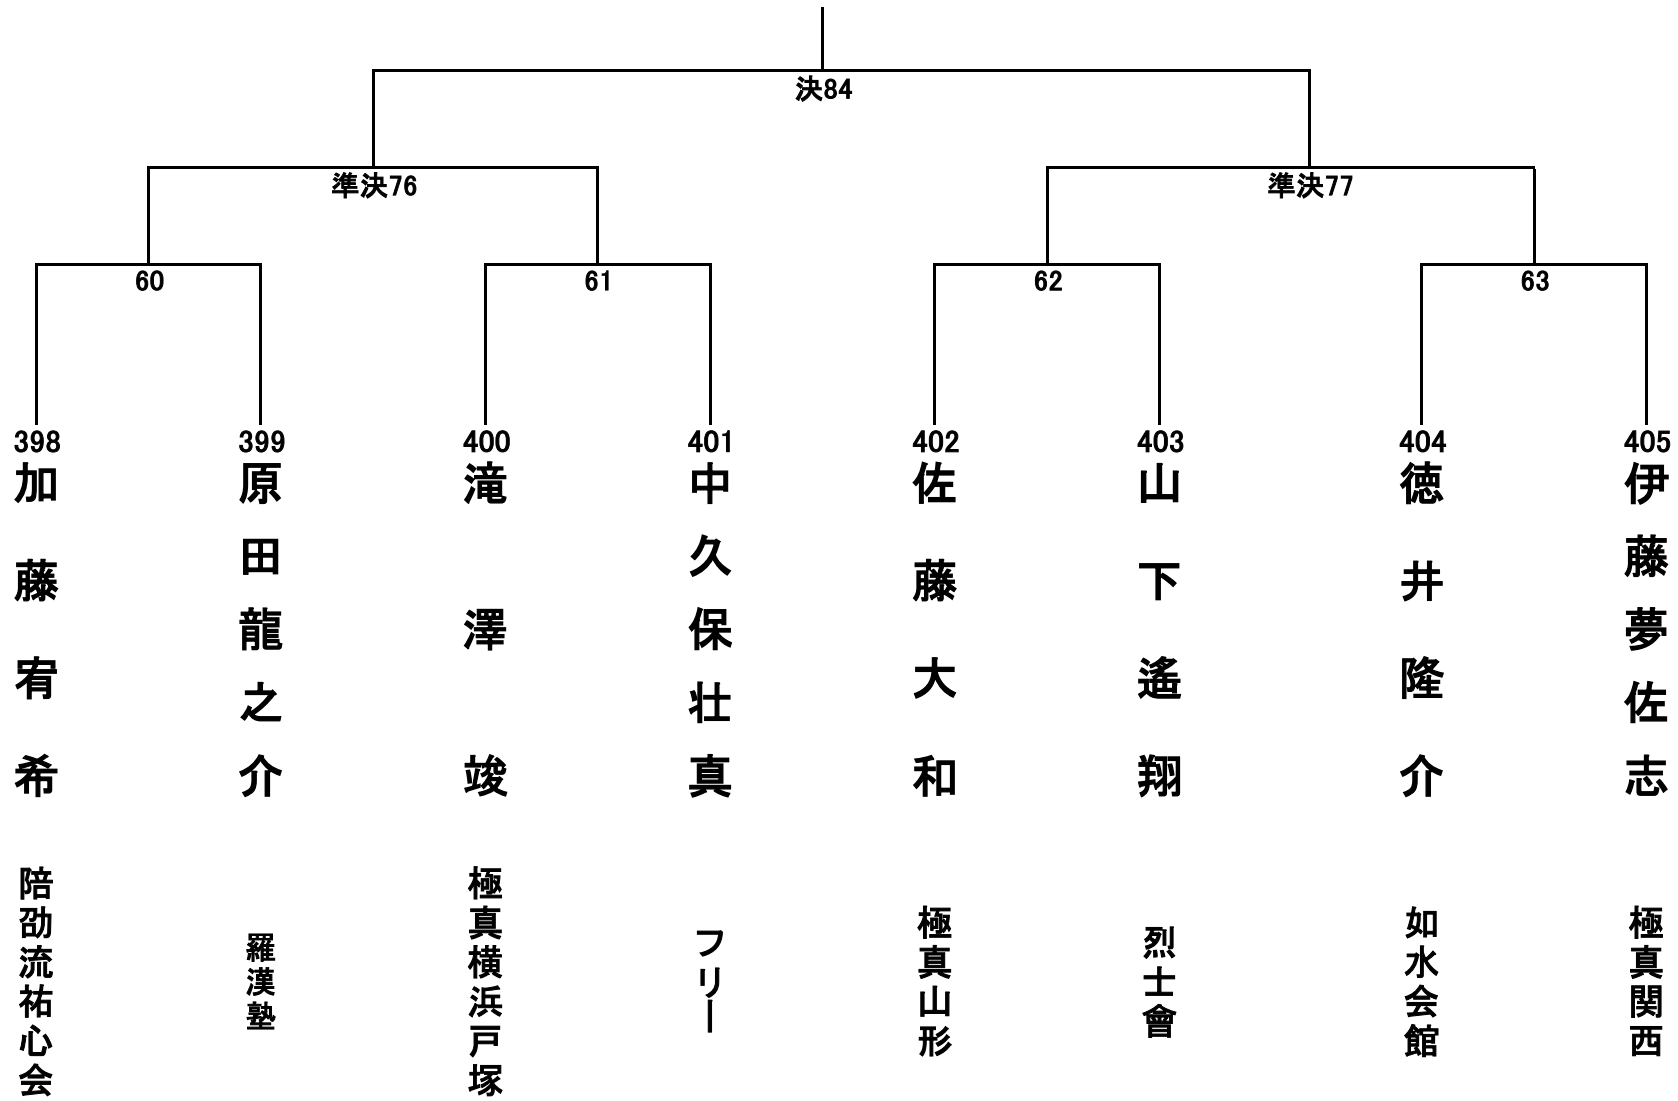 決84
準決76
準決77
60
61
62
63
398
399
400
401
402
403
404
405
加藤宥希
原田龍之介
滝澤竣
中久保壮真
佐藤大和
山下遙翔
徳井隆介
伊藤夢佐志
陪劭流祐心会
羅漢塾
極真横浜戸塚
フリー
極真山形
烈士會
如水会館
極真関西